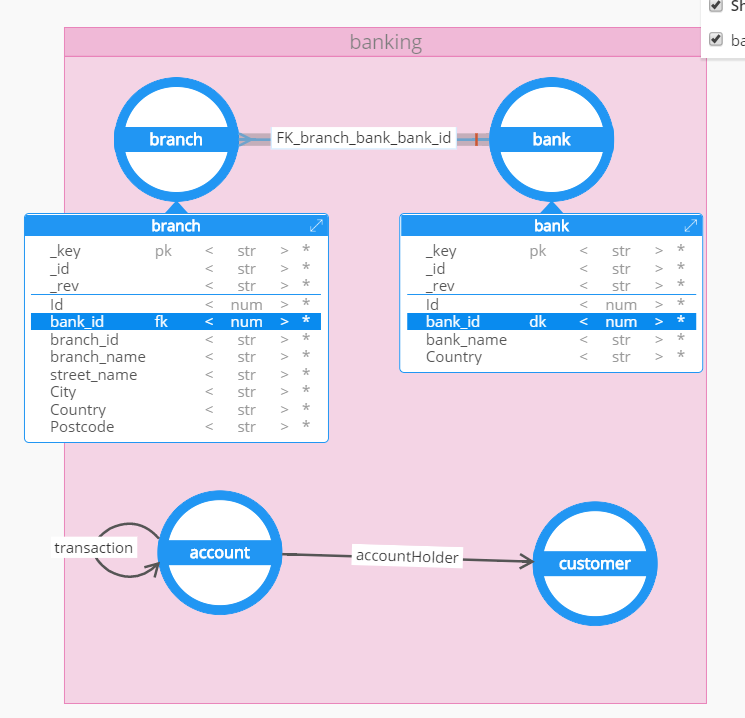 Sh
ba
banking
branch
FK_branch_bank_bank_id
bank
branch
_key pk < str > *
_id < str > *
_rev < str > *
Id < num > *
bank_id fk < num > *
branch_id < str > *
branch_name < str > *
street_name < str > *
City < str > *
Country < str > *
Postcode < str > *
bank
_key pk < str > *
_id < str > *
_rev < str > *
Id < num > *
bank_id dk < num > *
bank_name < str > *
Country < str > *
transaction
account
accountHolder
customer